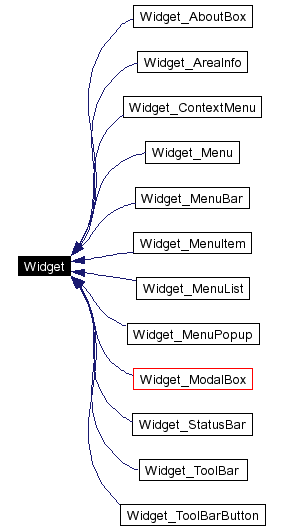 Widget_AboutBox
Widget_AreaInfo
Widget_ContextMenu
Widget_Menu
Widget_MenuBar
Widget_MenuItem
Widget
Widget_MenuList
Widget_MenuPopup
Widget_ModalBox
Widget_StatusBar
Widget_ToolBar
Widget_ToolBarButton